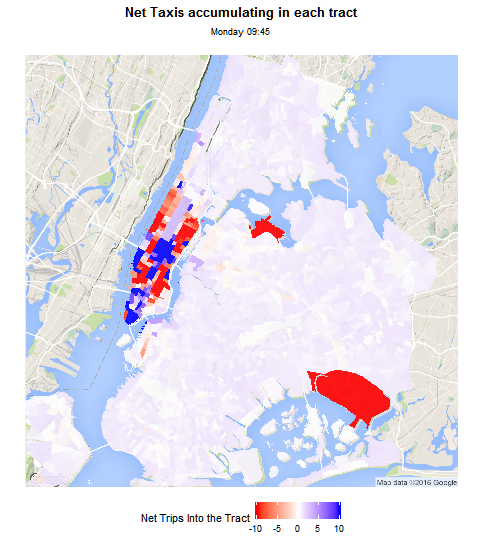 Net Taxis accumulating in each tract
Monday 09:45
Map data ©2016 Google
Net Trips Into the Tract
-10 -5 0 5 10